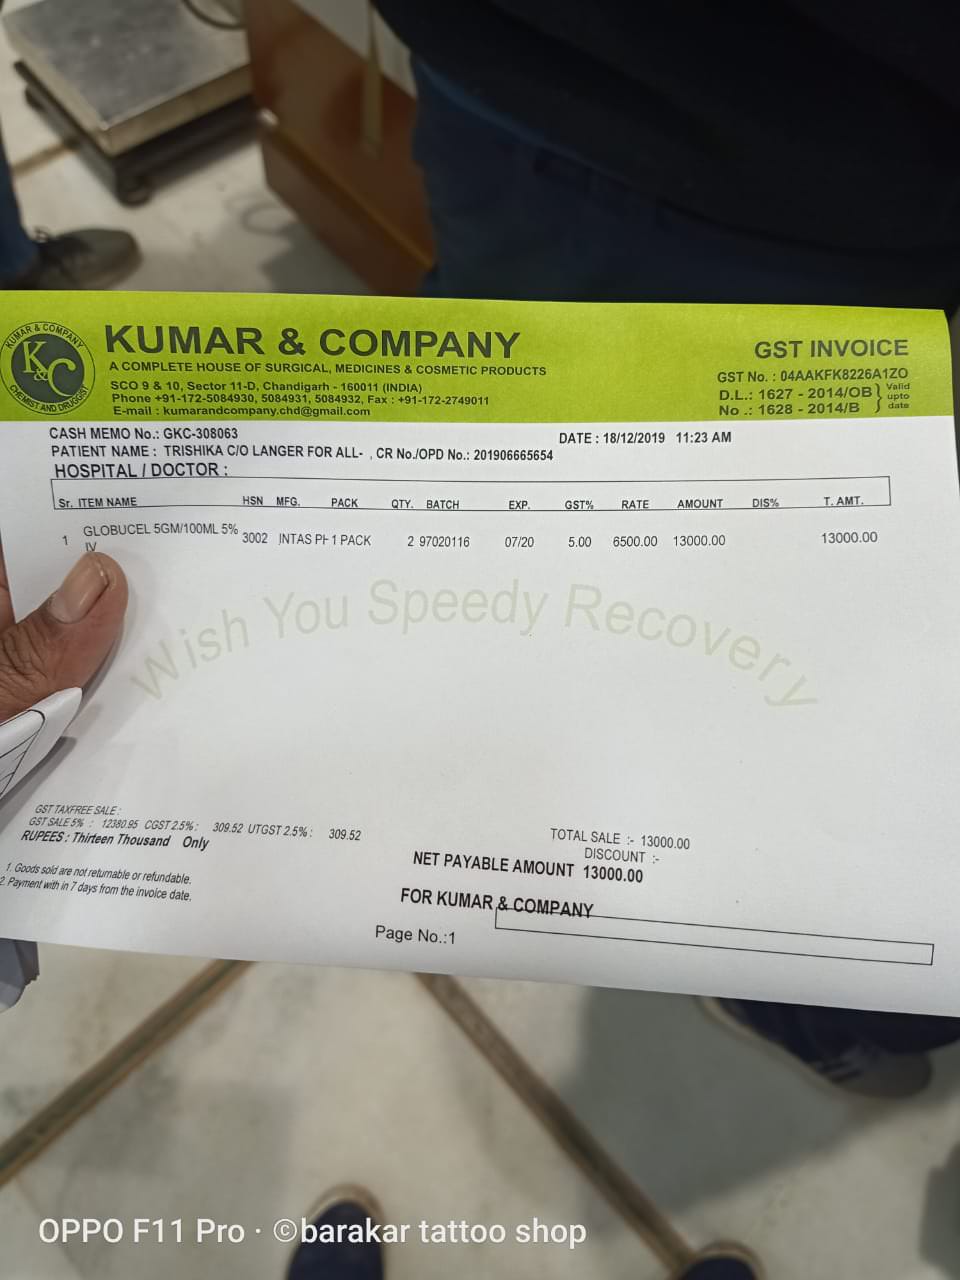 KUMAR & COMPANY
K&C
CHEMIST AND DRUGGIST
KUMAR & COMPANY
A COMPLETE HOUSE OF SURGICAL, MEDICINES & COSMETIC PRODUCTS
SCO 9 & 10, Sector 11-D, Chandigarh - 160011 (INDIA)
Phone +91-172-5084930, 5084931, 5084932, Fax : +91-172-2749011
E-mail : kumarandcompany.chd@gmail.com
GST INVOICE
GST No. : 04AAKFK8226A1ZO
D.L.: 1627 - 2014/OB
No .: 1628 - 2014/B
Valid
upto
date
CASH MEMO No.: GKC-308063
DATE : 18/12/2019 11:23 AM
PATIENT NAME : TRISHIKA C/O LANGER FOR ALL- , CR No./OPD No.: 201906665654
HOSPITAL / DOCTOR :
Sr. ITEM NAME HSN MFG. PACK QTY. BATCH EXP. GST% RATE AMOUNT DIS% T. AMT.
1 GLOBUCEL 5GM/100ML 5% 3002 INTAS PH 1 PACK 2 97020116 07/20 5.00 6500.00 13000.00 13000.00
IV
Wish You Speedy Recovery
GST TAXFREE SALE :
GST SALE 5% : 12380.95 CGST 2.5% : 309.52 UTGST 2.5% : 309.52
RUPEES : Thirteen Thousand Only
TOTAL SALE :- 13000.00
DISCOUNT :-
NET PAYABLE AMOUNT 13000.00
1. Goods sold are not returnable or refundable.
2. Payment with in 7 days from the invoice date.
FOR KUMAR & COMPANY
Page No.:1
OPPO F11 Pro · ©barakar tattoo shop